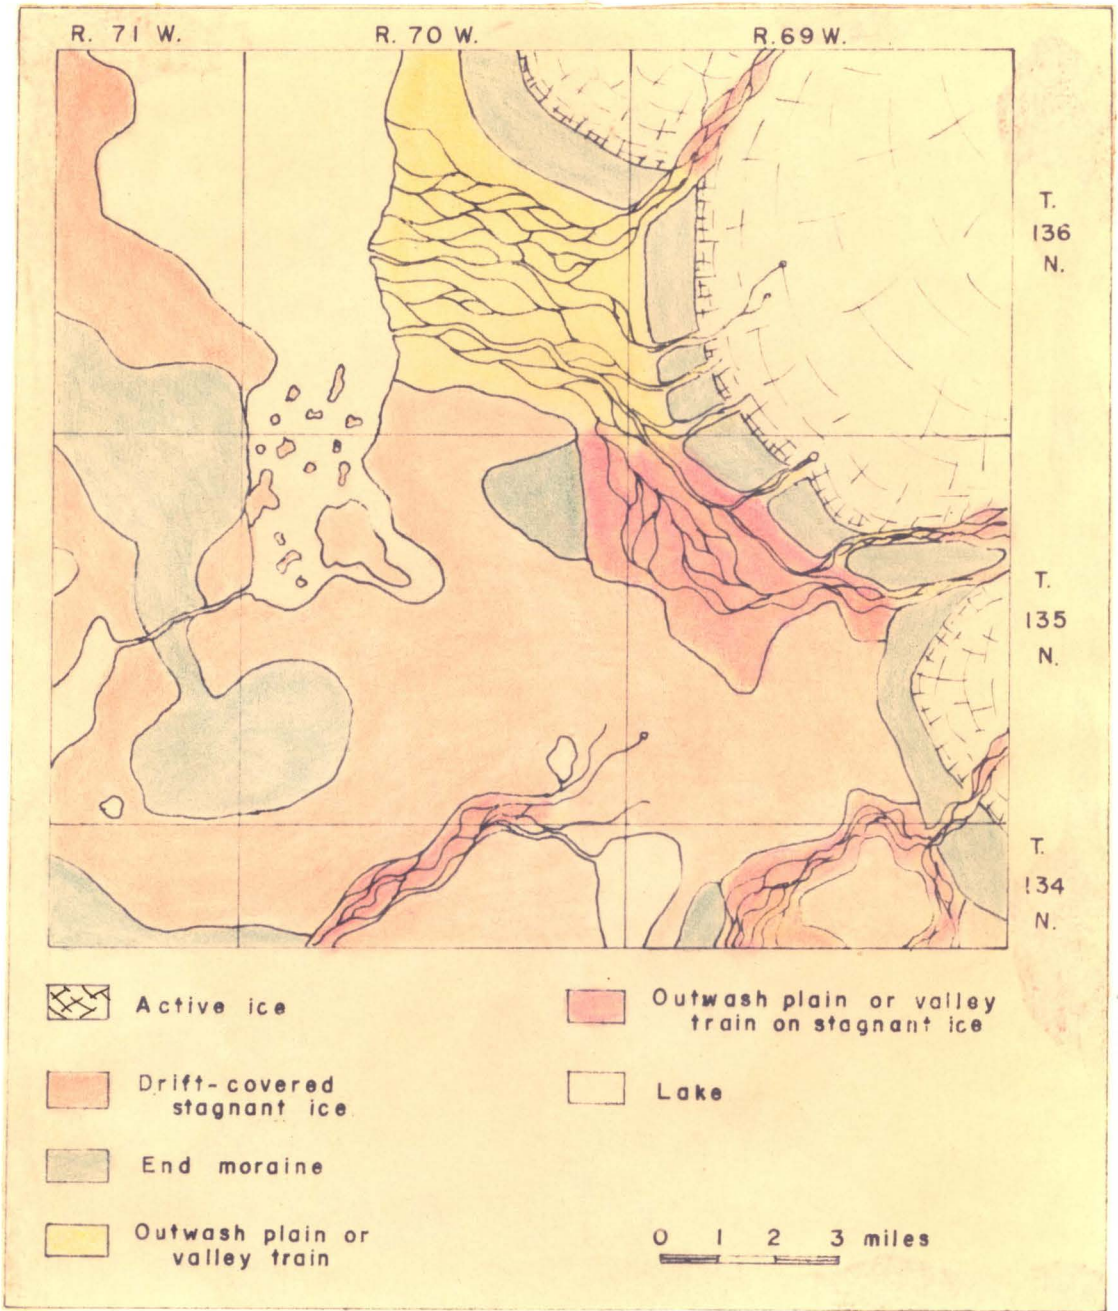 R. 71 W. R. 70 W. R. 69 W.
T.
136
N.
T.
135
N.
T.
134
N.
Active ice
Drift-covered
stagnant ice
End moraine
Outwash plain or
valley train
Outwash plain or valley
train on stagnant ice
Lake
0 1 2 3 miles